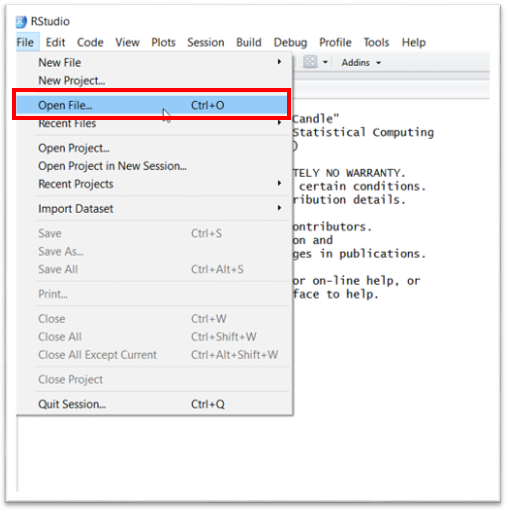 RStudio
File Edit Code View Plots Session Build Debug Profile Tools Help
Addins
New File
New Project...
Open File... Ctrl+O
Recent Files
Open Project...
Open Project in New Session...
Recent Projects
Import Dataset
Save Ctrl+S
Save As...
Save All Ctrl+Alt+S
Print...
Close Ctrl+W
Close All Ctrl+Shift+W
Close All Except Current Ctrl+Alt+Shift+W
Close Project
Quit Session... Ctrl+Q
Candle"
Statistical Computing
)
TELY NO WARRANTY.
certain conditions.
ribution details.
ontributors.
on and
ges in publications.
or on-line help, or
face to help.